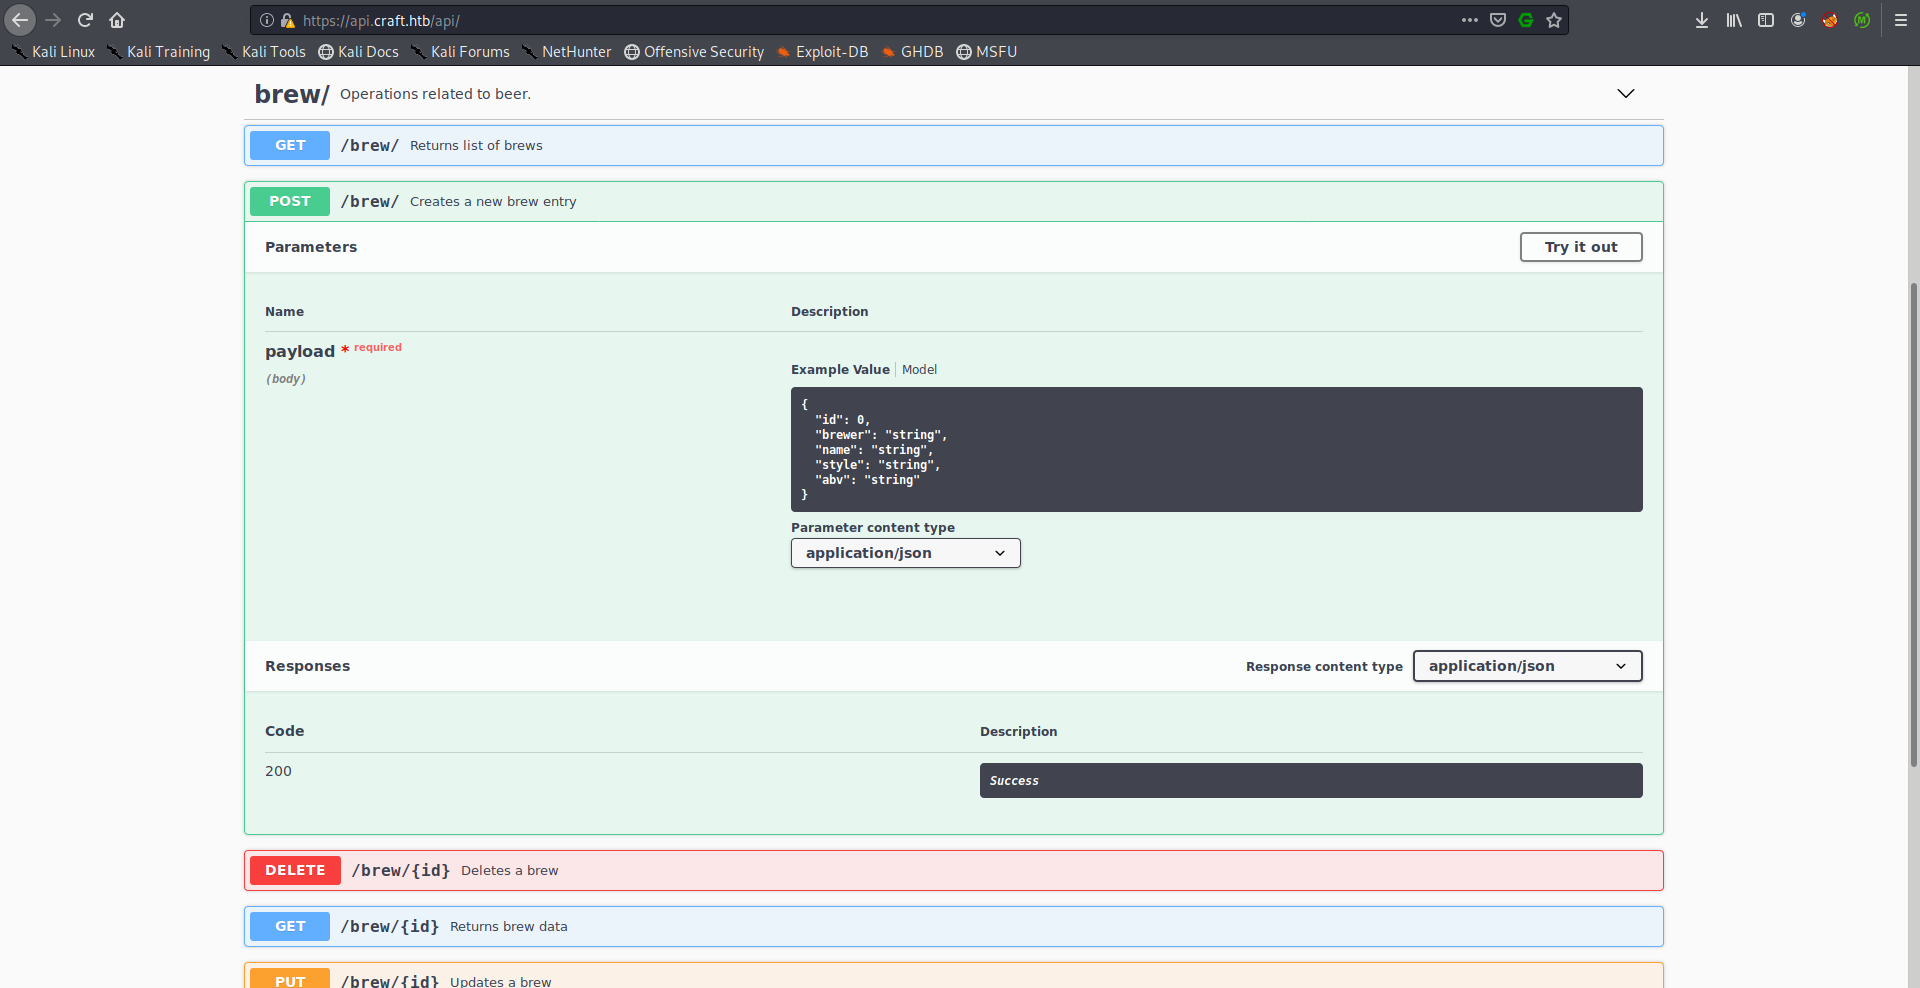 https://api.craft.htb/api/
Kali Linux Kali Training Kali Tools Kali Docs Kali Forums NetHunter Offensive Security Exploit-DB GHDB MSFU
brew/ Operations related to beer.
GET /brew/ Returns list of brews
POST /brew/ Creates a new brew entry
Parameters Try it out
Name Description
payload * required
(body)
Example Value Model
{
"id": 0,
"brewer": "string",
"name": "string",
"style": "string",
"abv": "string"
}
Parameter content type
application/json
Responses Response content type application/json
Code Description
200 Success
DELETE /brew/{id} Deletes a brew
GET /brew/{id} Returns brew data
PUT /brew/{id} Updates a brew